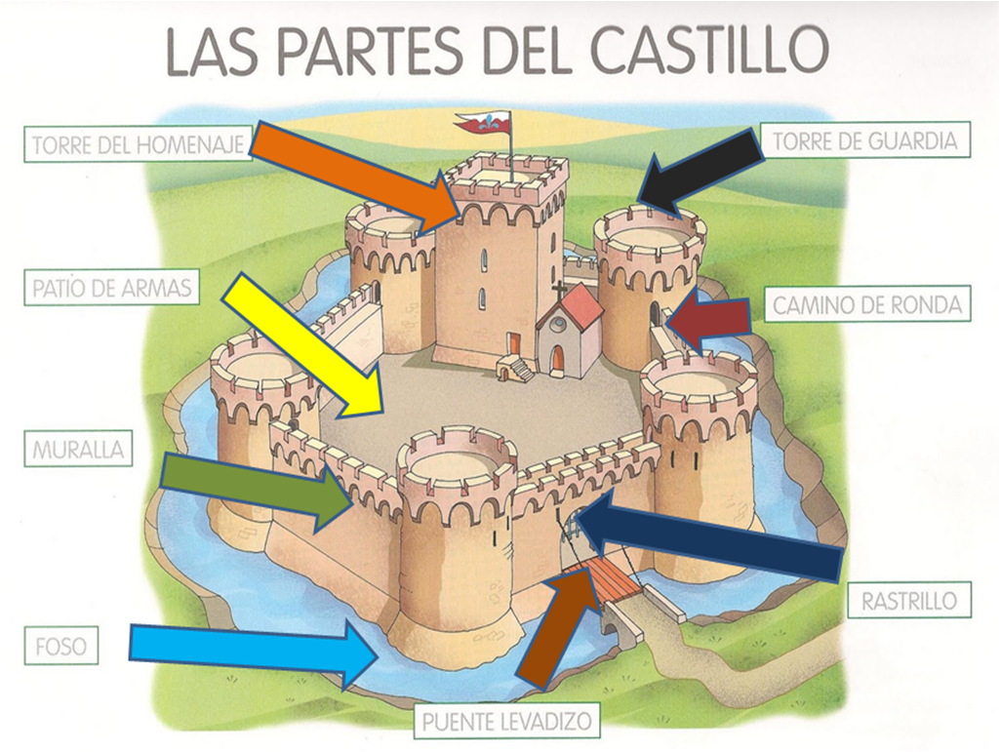 LAS PARTES DEL CASTILLO
TORRE DEL HOMENAJE
TORRE DE GUARDIA
PATIO DE ARMAS
CAMINO DE RONDA
MURALLA
RASTRILLO
FOSO
PUENTE LEVADIZO